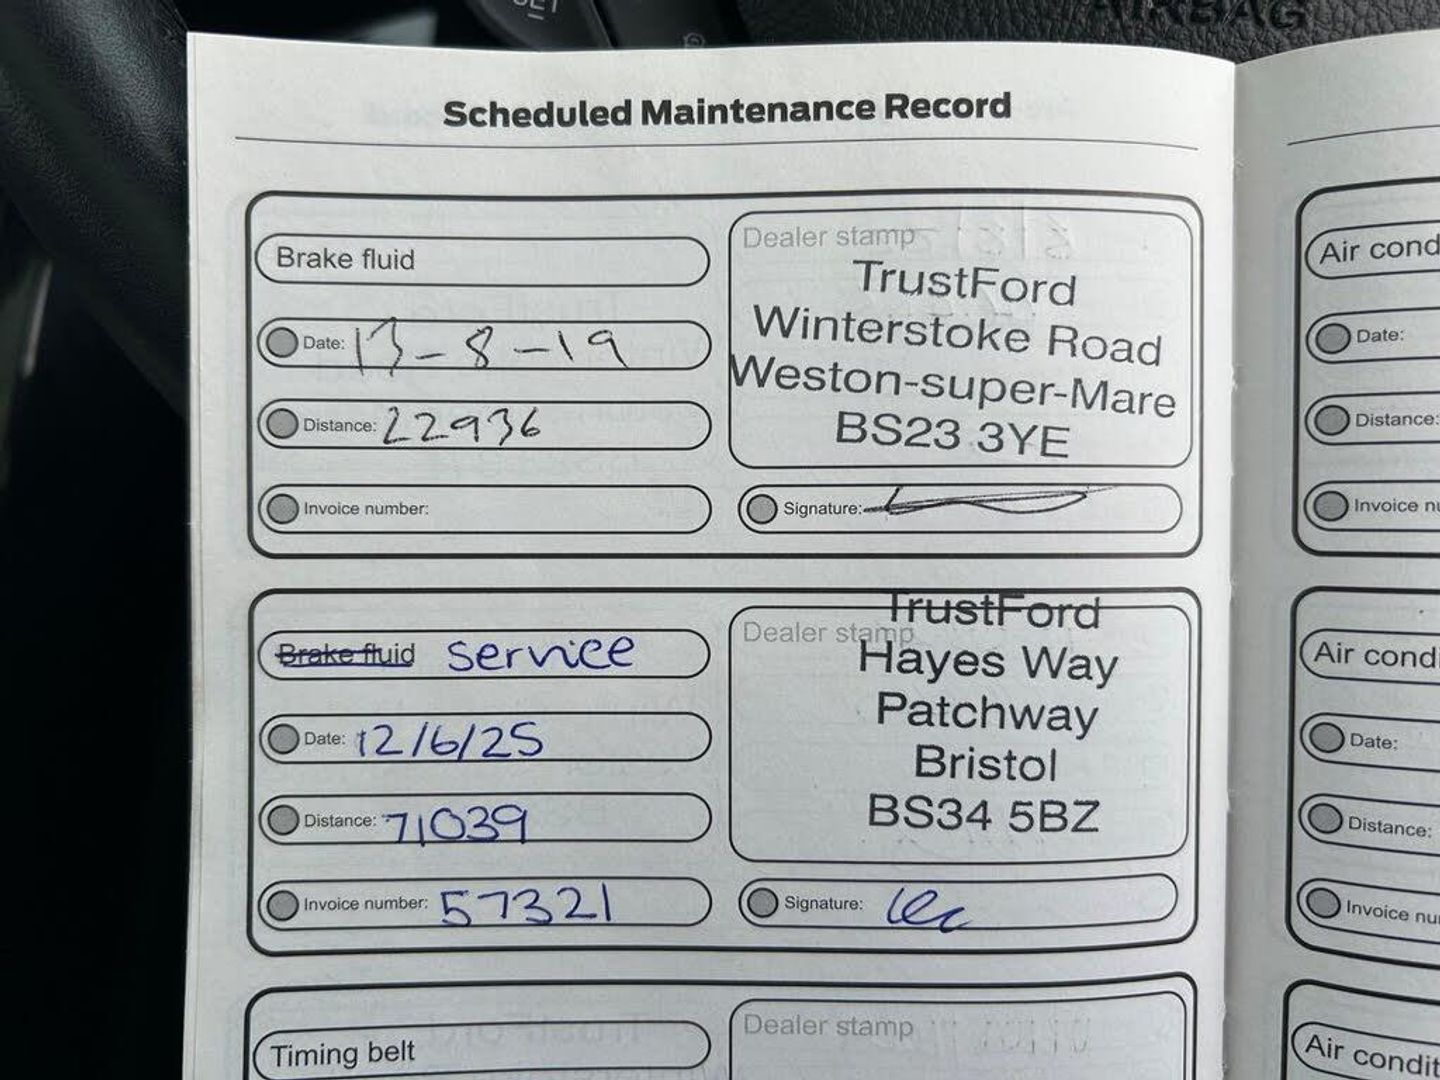 SET
AIRBAG
Scheduled Maintenance Record
Brake fluid
Date: 13-8-19
Distance: 22936
Invoice number:
Dealer stamp
TrustFord
Winterstoke Road
Weston-super-Mare
BS23 3YE
Signature:
Brake fluid service
Date: 12/6/25
Distance: 71039
Invoice number: 57321
Dealer stamp
TrustFord
Hayes Way
Patchway
Bristol
BS34 5BZ
Signature:
Timing belt
Dealer stamp
Air cond
Date:
Distance:
Invoice nu
Air condi
Date:
Distance:
Invoice nu
Air condit